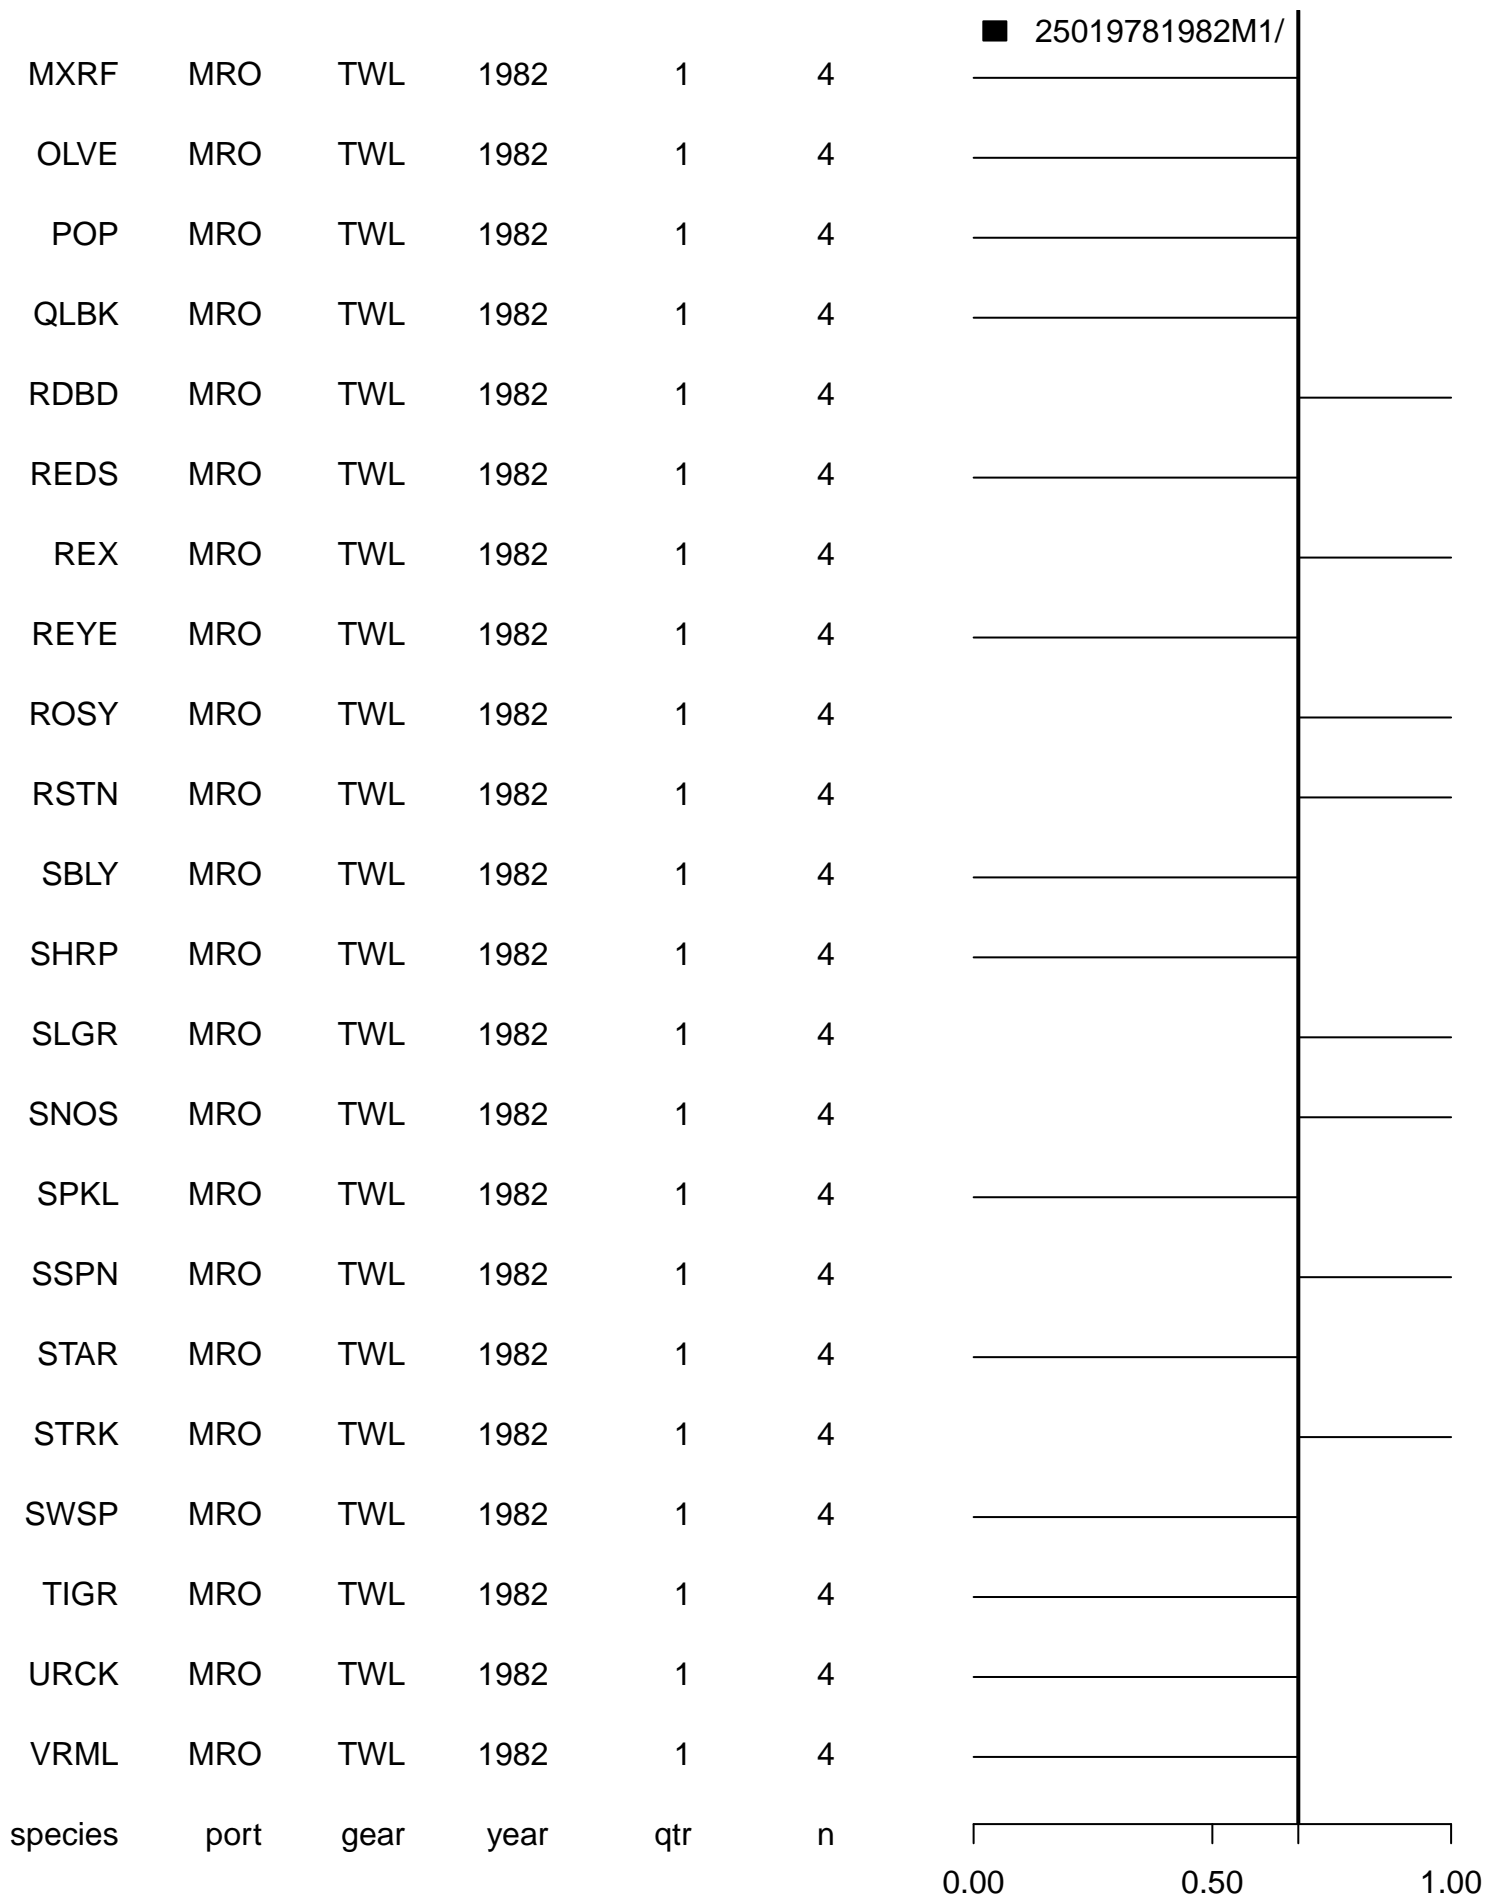 25019781982M1/
MXRF MRO TWL 1982 1 4
OLVE MRO TWL 1982 1 4
POP MRO TWL 1982 1 4
QLBK MRO TWL 1982 1 4
RDBD MRO TWL 1982 1 4
REDS MRO TWL 1982 1 4
REX MRO TWL 1982 1 4
REYE MRO TWL 1982 1 4
ROSY MRO TWL 1982 1 4
RSTN MRO TWL 1982 1 4
SBLY MRO TWL 1982 1 4
SHRP MRO TWL 1982 1 4
SLGR MRO TWL 1982 1 4
SNOS MRO TWL 1982 1 4
SPKL MRO TWL 1982 1 4
SSPN MRO TWL 1982 1 4
STAR MRO TWL 1982 1 4
STRK MRO TWL 1982 1 4
SWSP MRO TWL 1982 1 4
TIGR MRO TWL 1982 1 4
URCK MRO TWL 1982 1 4
VRML MRO TWL 1982 1 4
species port gear year qtr n
0.00 0.50 1.00